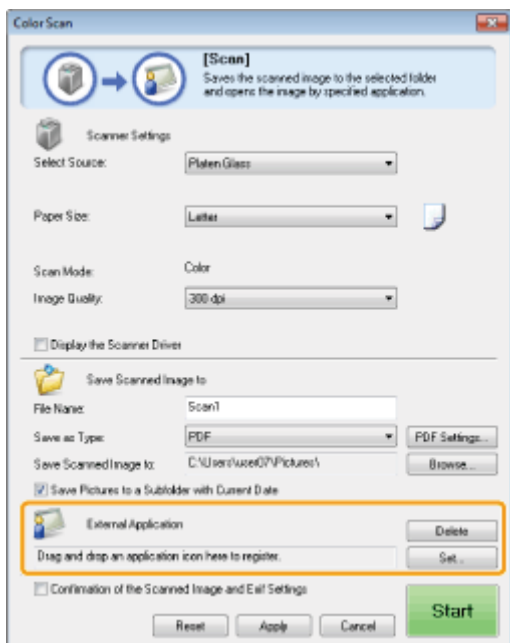 Color Scan
[Scan]
Saves the scanned image to the selected folder
and opens the image by specified application.
Scanner Settings
Select Source: Platen Glass
Paper Size: Letter
Scan Mode: Color
Image Quality: 300 dpi
Display the Scanner Driver
Save Scanned Image to
File Name: Scan1
Save as Type: PDF PDF Settings...
Save Scanned Image to: C:\Users\user07\Pictures\ Browse...
Save Pictures to a Subfolder with Current Date
External Application Delete
Drag and drop an application icon here to register. Set...
Confirmation of the Scanned Image and Exif Settings
Reset Apply Cancel Start